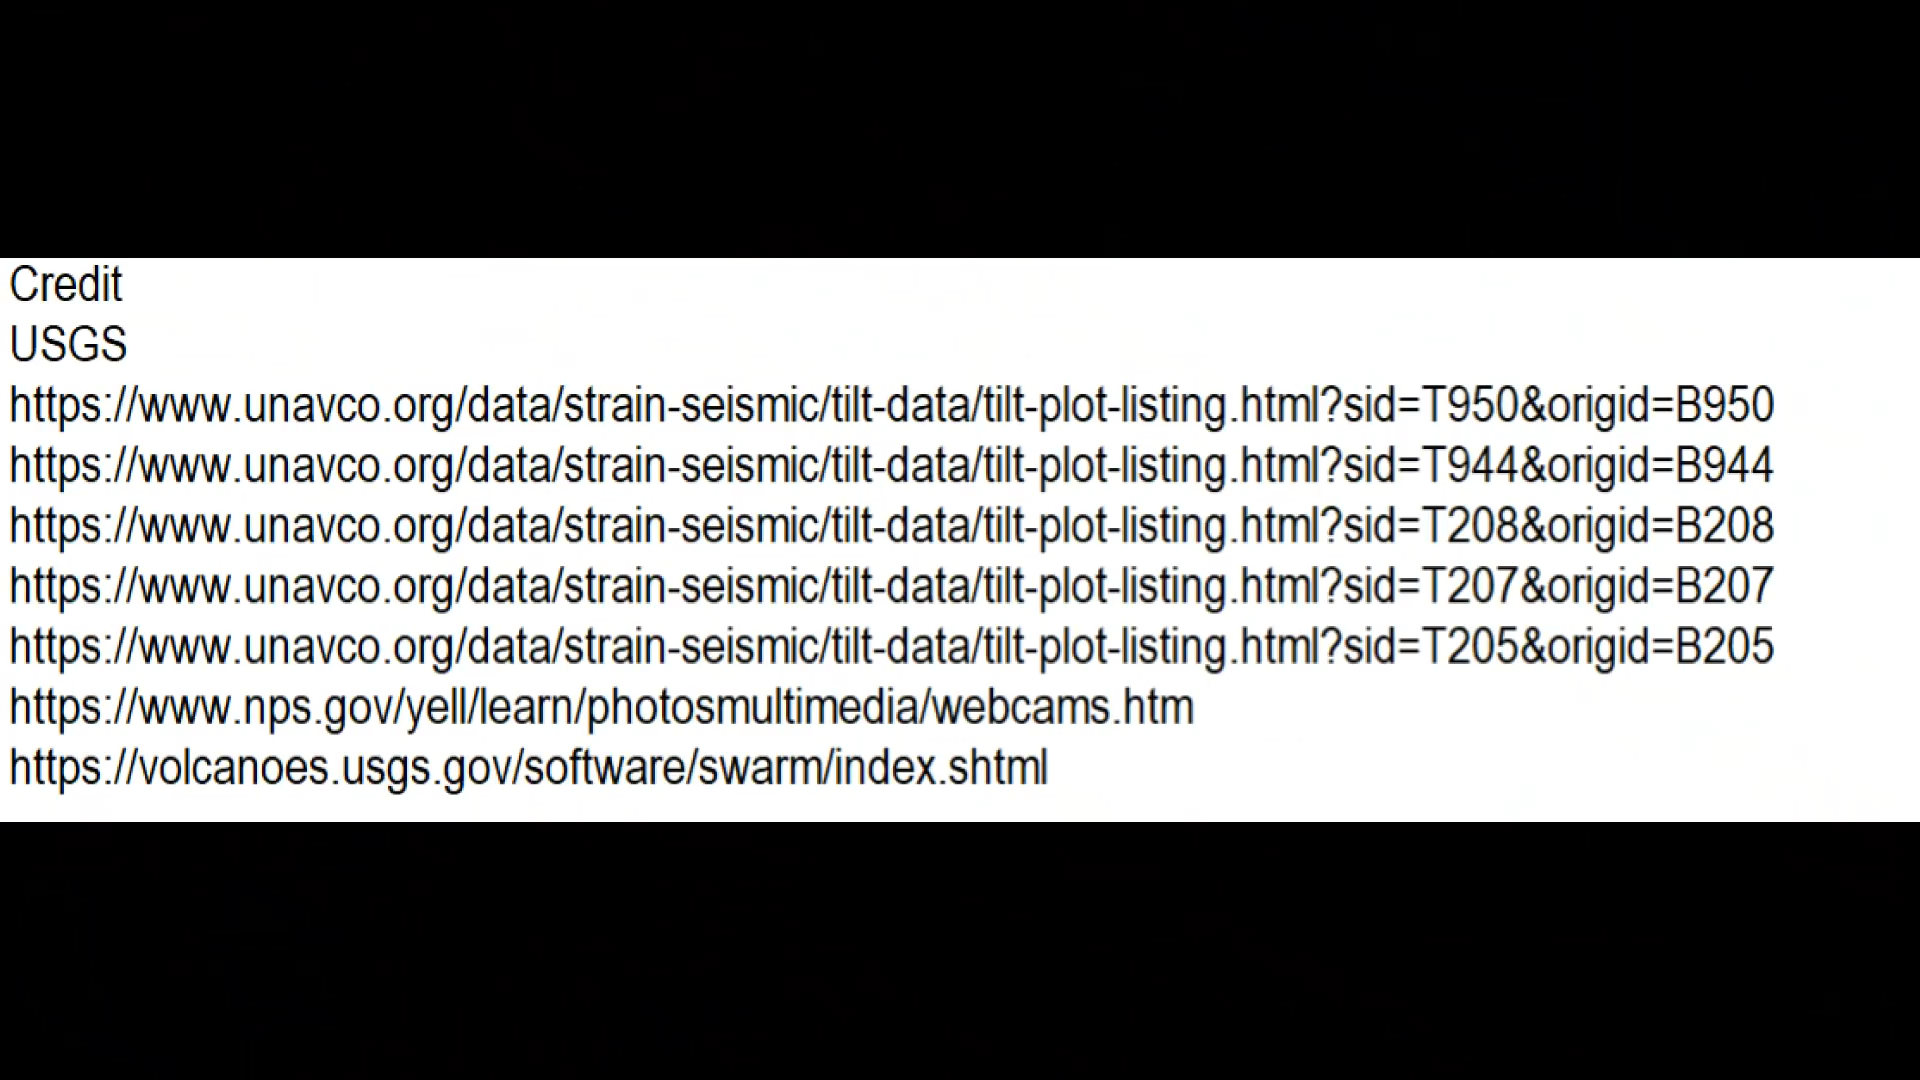 Credit
USGS
https://www.unavco.org/data/strain-seismic/tilt-data/tilt-plot-listing.html?sid=T950&origid=B950
https://www.unavco.org/data/strain-seismic/tilt-data/tilt-plot-listing.html?sid=T944&origid=B944
https://www.unavco.org/data/strain-seismic/tilt-data/tilt-plot-listing.html?sid=T208&origid=B208
https://www.unavco.org/data/strain-seismic/tilt-data/tilt-plot-listing.html?sid=T207&origid=B207
https://www.unavco.org/data/strain-seismic/tilt-data/tilt-plot-listing.html?sid=T205&origid=B205
https://www.nps.gov/yell/learn/photosmultimedia/webcams.htm
https://volcanoes.usgs.gov/software/swarm/index.shtml